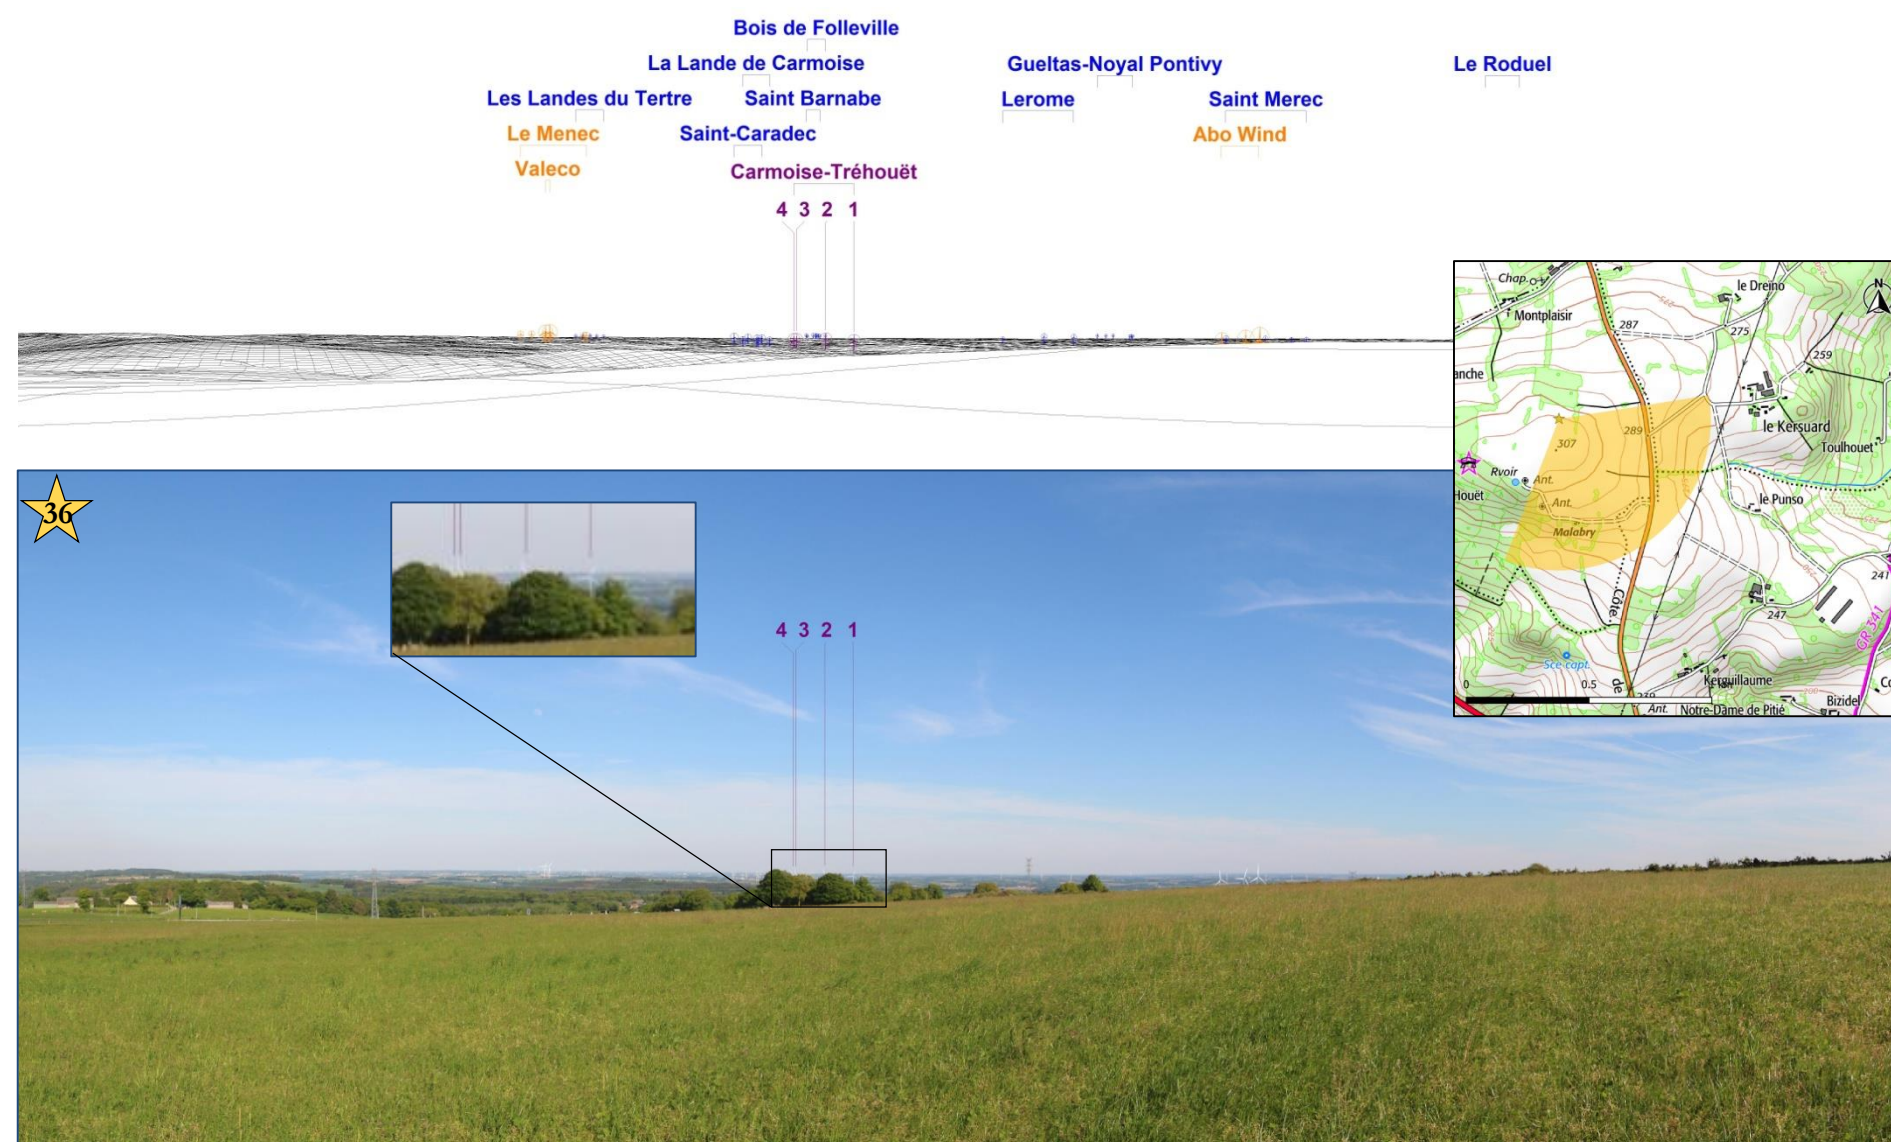 Bois de Folleville
La Lande de Carmoise
Gueltas-Noyal Pontivy
Le Roduel
Les Landes du Tertre
Saint Barnabe
Lerome
Saint Merec
Le Menec
Saint-Caradec
Abo Wind
Valeco
Carmoise-Tréhouët
4 3 2 1
36
4 3 2 1
Chap.
le Dreino
N
Montplaisir
287
275
259
anche
le Kersuard
289
307
Toulhouet
Rvoir
Ant.
Houët
Ant.
le Punso
Malabry
241
Côte
247
GR 341
Sce capt.
0
0.5
de
239
Kerguillaume
Ant.
Notre-Dame de Pitié
Bizidel
Co